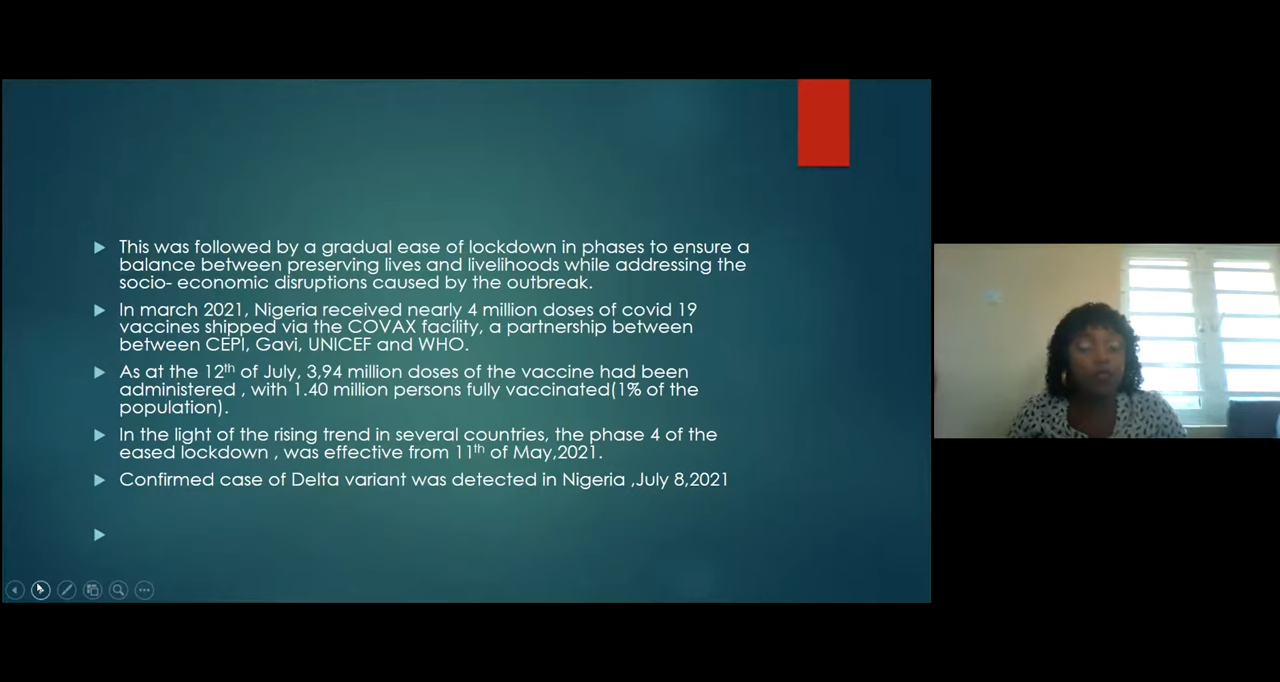 This was followed by a gradual ease of lockdown in phases to ensure a
balance between preserving lives and livelihoods while addressing the
socio- economic disruptions caused by the outbreak.
In march 2021, Nigeria received nearly 4 million doses of covid 19
vaccines shipped via the COVAX facility, a partnership between
between CEPI, Gavi, UNICEF and WHO.
As at the 12th of July, 3,94 million doses of the vaccine had been
administered , with 1.40 million persons fully vaccinated(1% of the
population).
In the light of the rising trend in several countries, the phase 4 of the
eased lockdown , was effective from 11th of May,2021.
Confirmed case of Delta variant was detected in Nigeria ,July 8,2021